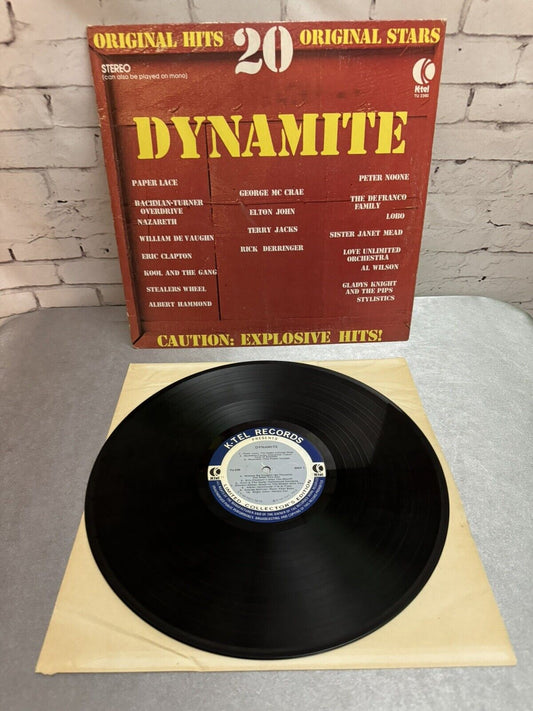 ORIGINAL HITS 20 ORIGINAL STARS
STEREO
(can also be played on mono)
K-tel
DYNAMITE
PAPER LACE
BACHMAN-TURNER
OVERDRIVE
NAZARETH
WILLIAM DE VAUGHN
ERIC CLAPTON
KOOL AND THE GANG
STEALERS WHEEL
ALBERT HAMMOND
GEORGE MC CRAE
ELTON JOHN
TERRY JACKS
RICK DERRINGER
PETER NOONE
THE DEFRANCO
FAMILY
LOBO
SISTER JANET MEAD
LOVE UNLIMITED
ORCHESTRA
AL WILSON
GLADYS KNIGHT
AND THE PIPS
STYLISTICS
CAUTION: EXPLOSIVE HITS!
K-TEL RECORDS
PRESENTS
DYNAMITE
LIMITED COLLECTOR'S EDITION